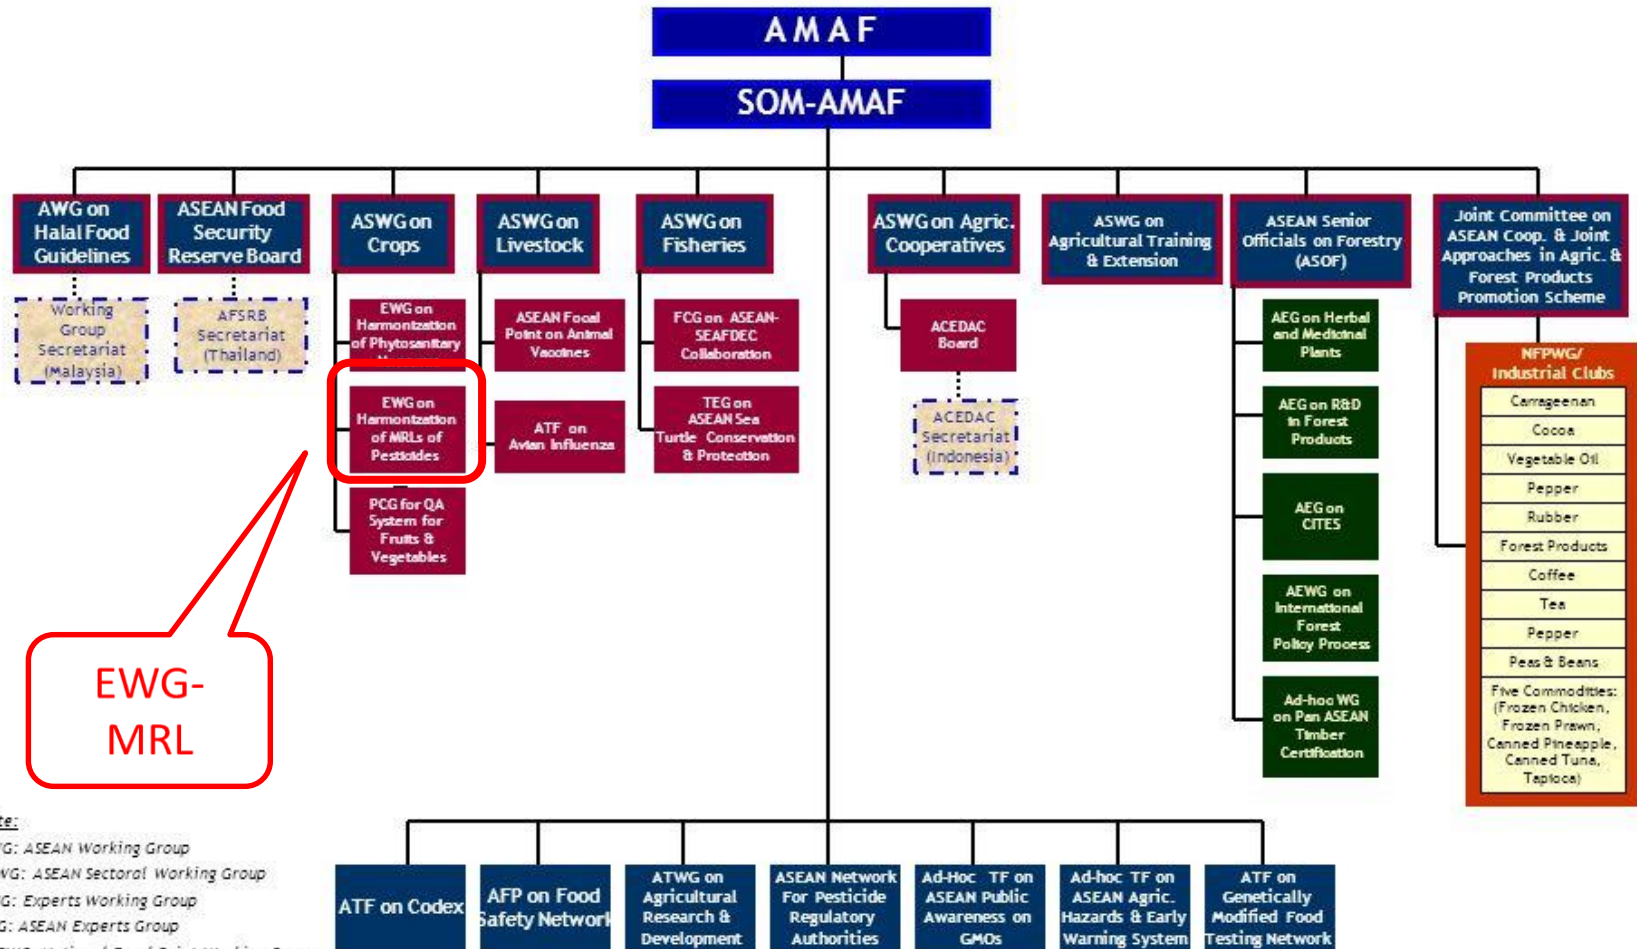 AMAF
SOM-AMAF
AWG on
Halal Food
Guidelines
ASEAN Food
Security
Reserve Board
ASWG on
Crops
ASWG on
Livestock
ASWG on
Fisheries
ASWG on Agric.
Cooperatives
ASWG on
Agricultural Training
& Extension
ASEAN Senior
Officials on Forestry
(ASOF)
Joint Committee on
ASEAN Coop. & Joint
Approaches in Agric. &
Forest Products
Promotion Scheme
Working
Group
Secretariat
(Malaysia)
AFSRB
Secretariat
(Thailand)
EWG on
Harmonization
of Phytosanitary
EWG on
Harmonization
of MRLs of
Pesticides
PCG for QA
System for
Fruits &
Vegetables
ASEAN Focal
Point on Animal
Vaccines
ATF on
Avian Influenza
FCG on ASEAN-
SEAFDEC
Collaboration
TEG on
ASEAN Sea
Turtle Conservation
& Protection
ACEDAC
Board
ACEDAC
Secretariat
(Indonesia)
AEG on Herbal
and Medicinal
Plants
AEG on R&D
in Forest
Products
AEG on
CITES
AEWG on
International
Forest
Policy Process
Ad-hoc WG
on Pan ASEAN
Timber
Certification
NFPWG/
Industrial Clubs
Carrageenan
Cocoa
Vegetable Oil
Pepper
Rubber
Forest Products
Coffee
Tea
Pepper
Peas & Beans
Five Commodities:
(Frozen Chicken,
Frozen Prawn,
Canned Pineapple,
Canned Tuna,
Tapioca)
EWG-
MRL
te:
G: ASEAN Working Group
WG: ASEAN Sectoral Working Group
G: Experts Working Group
G: ASEAN Experts Group
ATF on Codex
AFP on Food
Safety Network
ATWG on
Agricultural
Research &
Development
ASEAN Network
For Pesticide
Regulatory
Authorities
Ad-Hoc TF on
ASEAN Public
Awareness on
GMOs
Ad-hoc TF on
ASEAN Agric.
Hazards & Early
Warning System
ATF on
Genetically
Modified Food
Testing Network